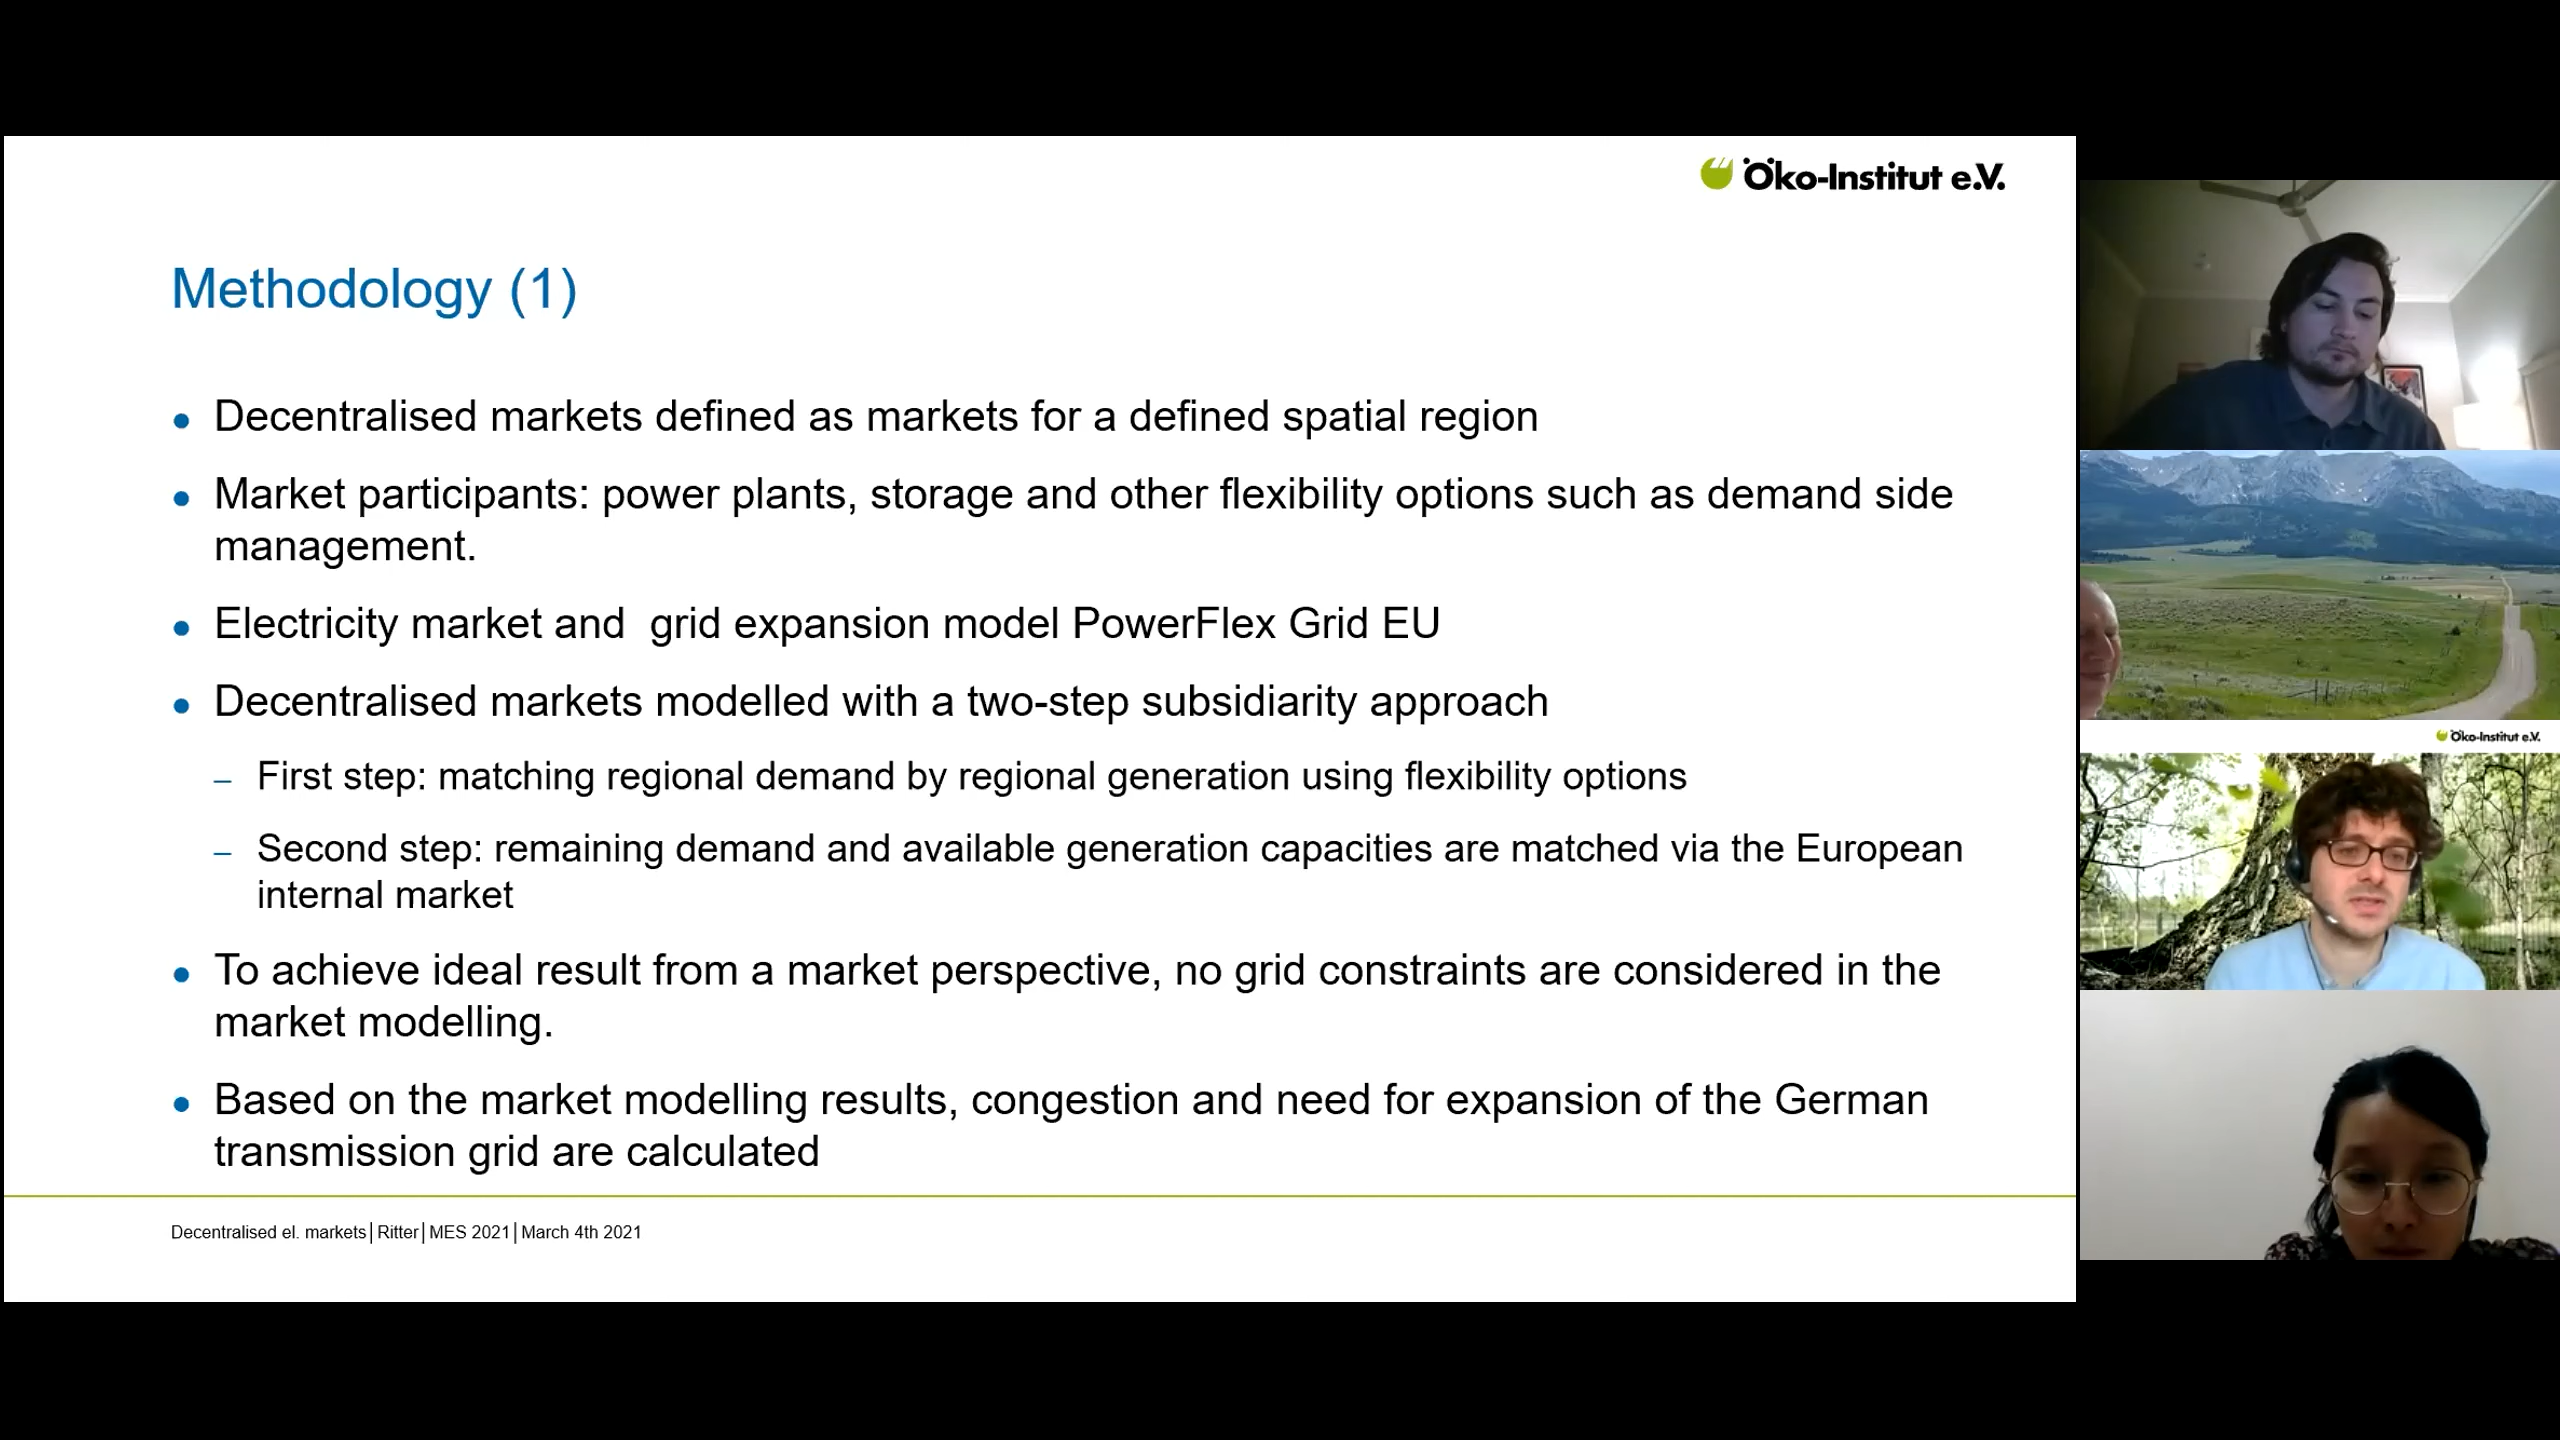 Öko-Institut e.V.
Methodology (1)
• Decentralised markets defined as markets for a defined spatial region
• Market participants: power plants, storage and other flexibility options such as demand side
management.
• Electricity market and  grid expansion model PowerFlex Grid EU
• Decentralised markets modelled with a two-step subsidiarity approach
– First step: matching regional demand by regional generation using flexibility options
– Second step: remaining demand and available generation capacities are matched via the European
internal market
• To achieve ideal result from a market perspective, no grid constraints are considered in the
market modelling.
• Based on the market modelling results, congestion and need for expansion of the German
transmission grid are calculated
Decentralised el. markets│Ritter│MES 2021│March 4th 2021
Öko-Institut e.V.